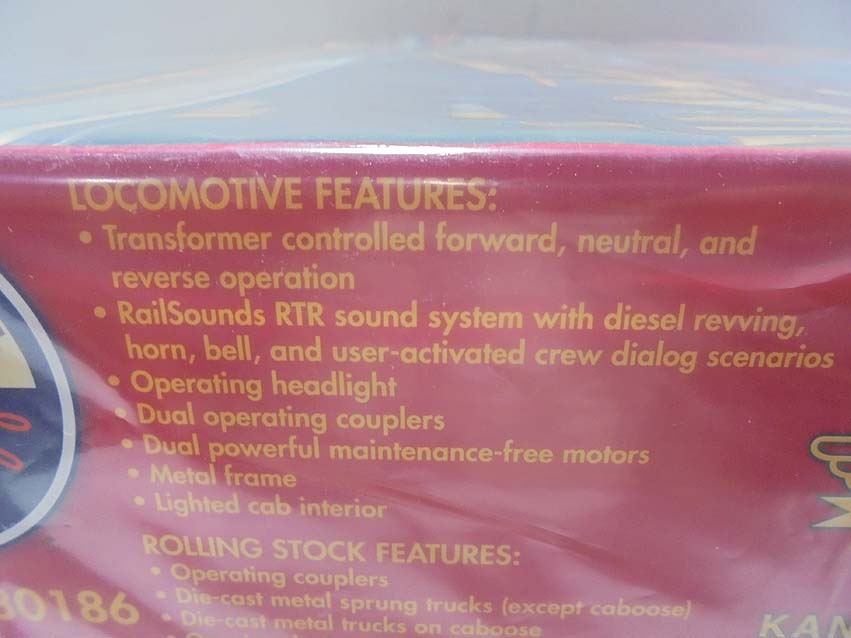 LOCOMOTIVE FEATURES:
• Transformer controlled forward, neutral, and
reverse operation
• RailSounds RTR sound system with diesel revving,
horn, bell, and user-activated crew dialog scenarios
• Operating headlight
• Dual operating couplers
• Dual powerful maintenance-free motors
• Metal frame
• Lighted cab interior
ROLLING STOCK FEATURES:
• Operating couplers
• Die-cast metal sprung trucks (except caboose)
• Die-cast metal trucks on caboose
30186
KAN